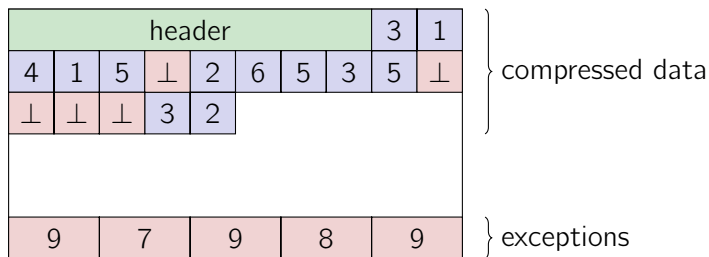 header 3 1
4 1 5 ⊥ 2 6 5 3 5 ⊥ compressed data
⊥ ⊥ ⊥ 3 2
9 7 9 8 9 exceptions